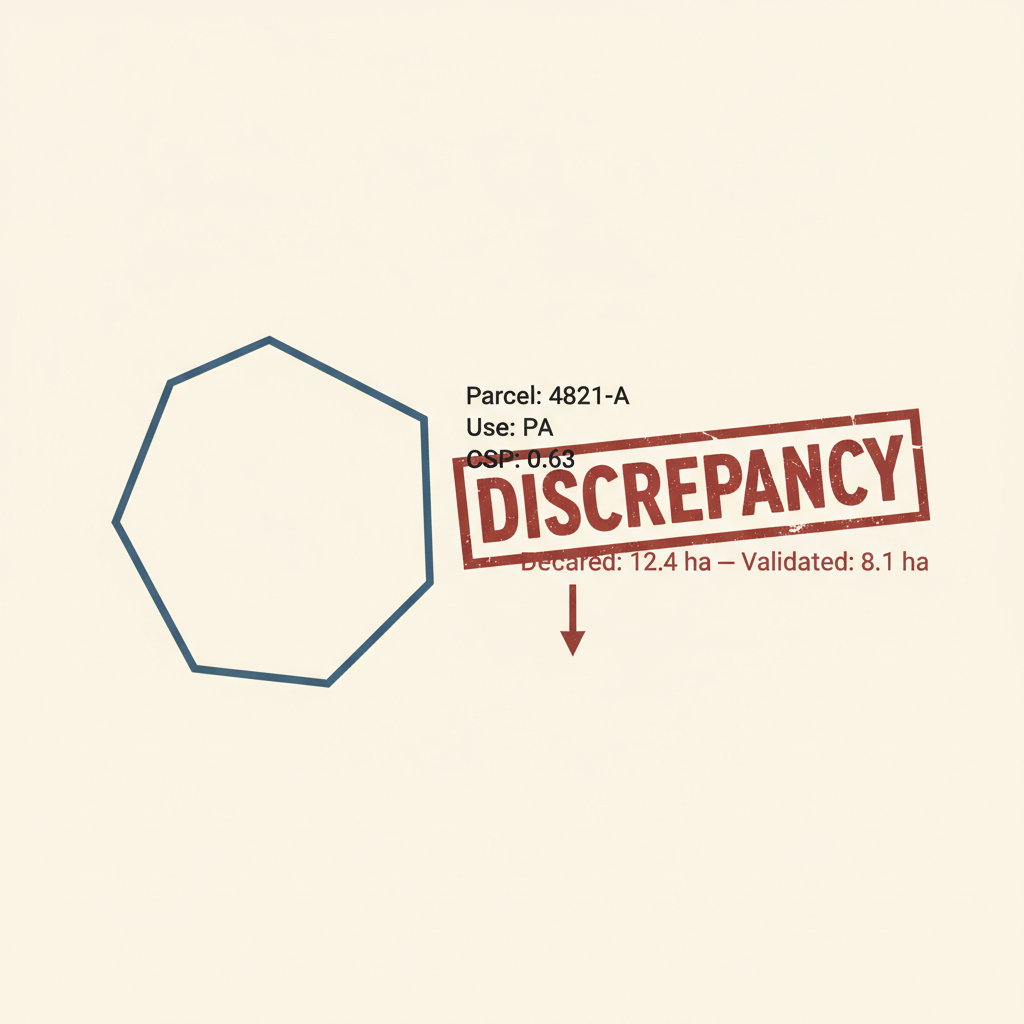 Parcel: 4821-A
Use: PA
CSP: 0.63
DISCREPANCY
Decared: 12.4 ha — Validated: 8.1 ha